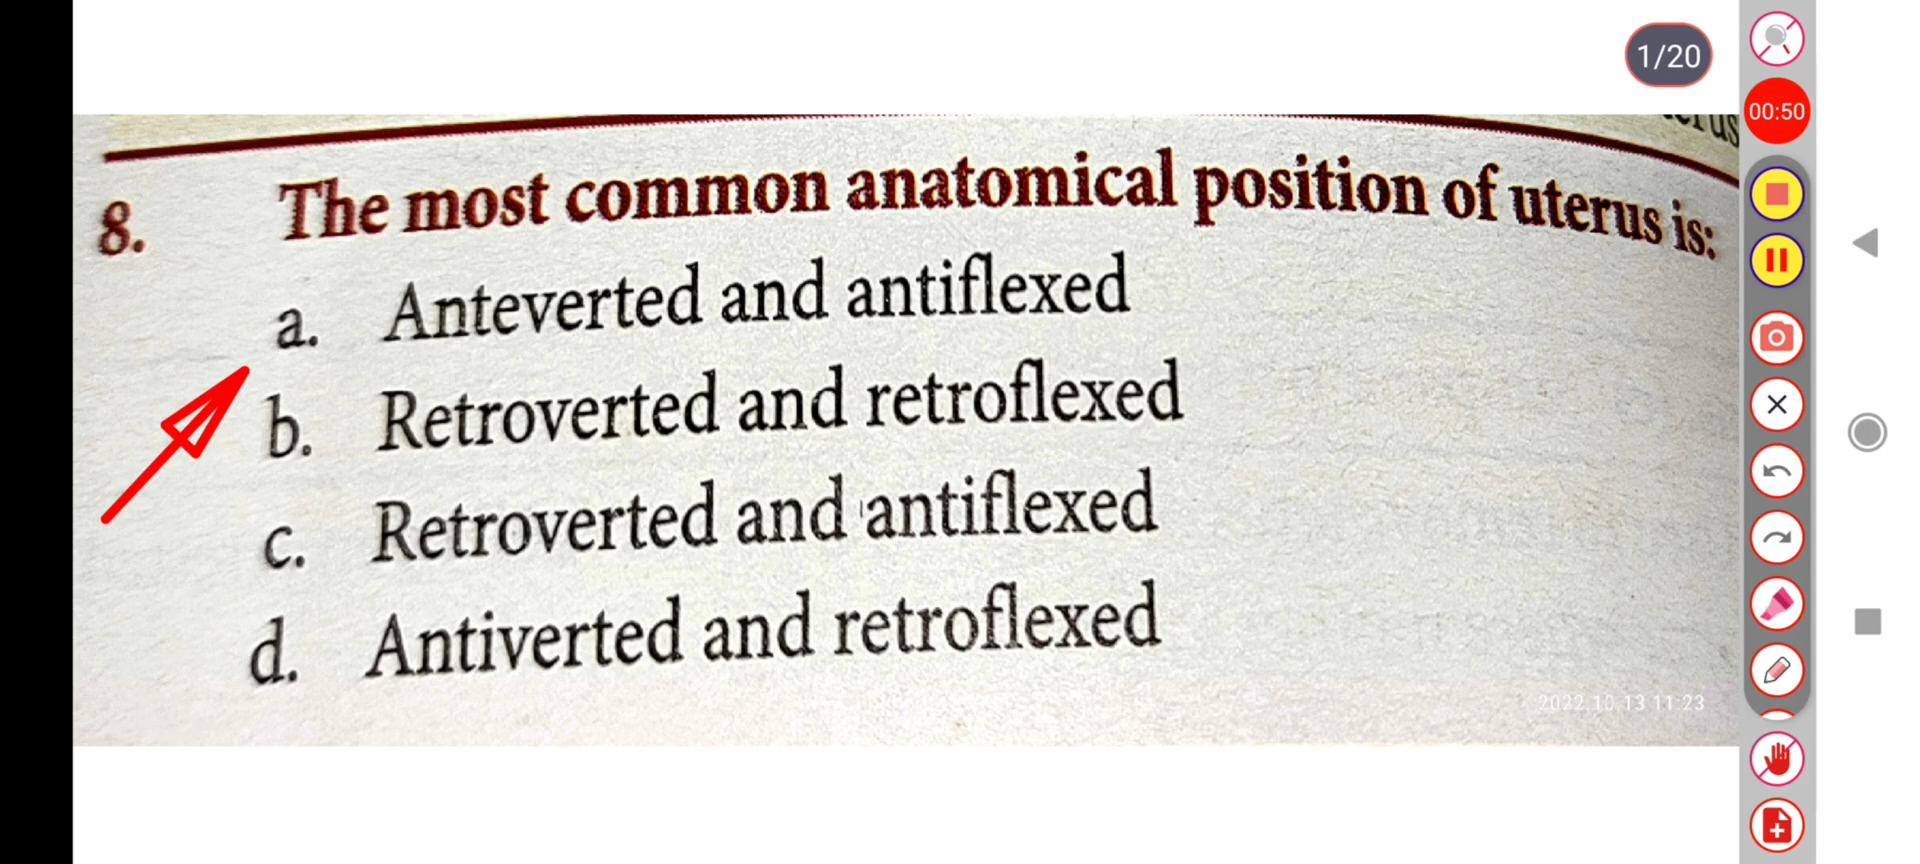 1/20
00:50
8. The most common anatomical position of uterus is:
a. Anteverted and antiflexed
b. Retroverted and retroflexed
c. Retroverted and antiflexed
d. Antiverted and retroflexed
2022.10.13 11:23